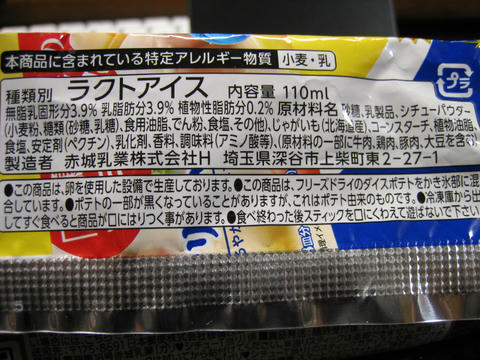 本商品に含まれている特定アレルギー物質 小麦・乳
種類別 ラクトアイス 内容量 110ml
無脂乳固形分3.9% 乳脂肪分3.9% 植物性脂肪分0.2% 原材料名 砂糖、乳製品、シチューパウダー
(小麦粉、糖類(砂糖、乳糖)、食用油脂、でん粉、食塩、その他)、じゃがいも(北海道産)、コーンスターチ、植物油脂、
食塩、安定剤(ペクチン)、乳化剤、香料、調味料(アミノ酸等)、(原材料の一部に牛肉、鶏肉、豚肉、大豆を含む)
製造者 赤城乳業株式会社H 埼玉県深谷市上柴町東2-27-1
プラ
●この商品は、卵を使用した設備で生産しております。●この商品は、フリーズドライのダイスポテトをかき氷部に混
合しています。●ポテトの一部が黒くなっていることがありますが、これはポテト由来のものです。●冷凍庫から出
してすぐ食べると歯や口にはりつく事があります。●食べ終わった後スティックを口にくわえて遊ばないで下さい